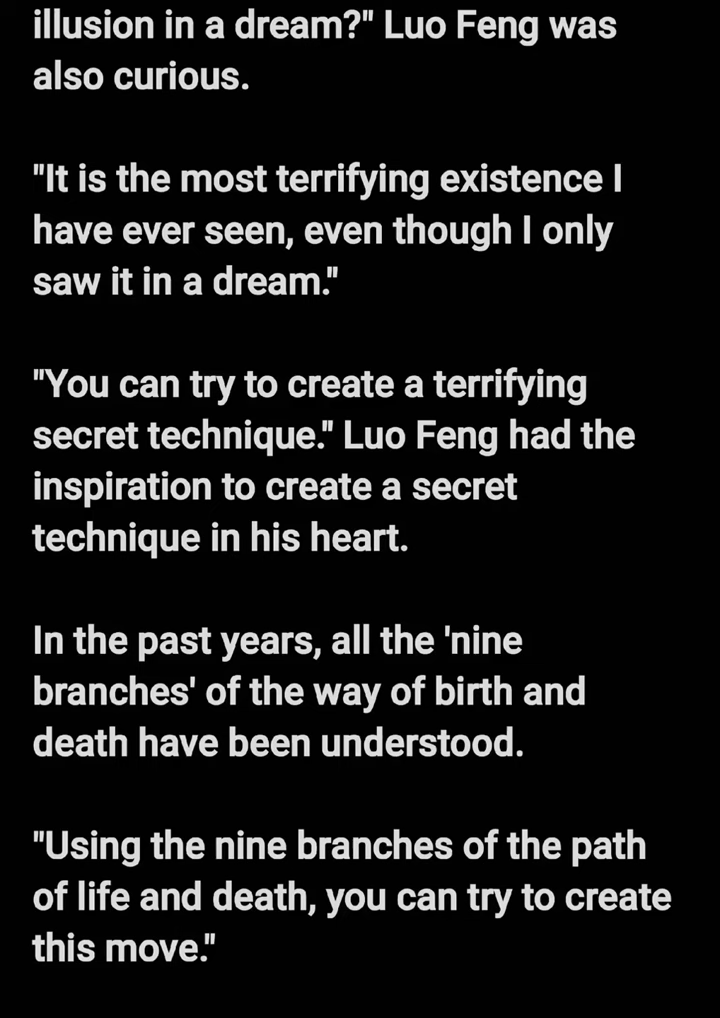 illusion in a dream?" Luo Feng was
also curious.
"It is the most terrifying existence I
have ever seen, even though I only
saw it in a dream."
"You can try to create a terrifying
secret technique." Luo Feng had the
inspiration to create a secret
technique in his heart.
In the past years, all the 'nine
branches' of the way of birth and
death have been understood.
"Using the nine branches of the path
of life and death, you can try to create
this move."